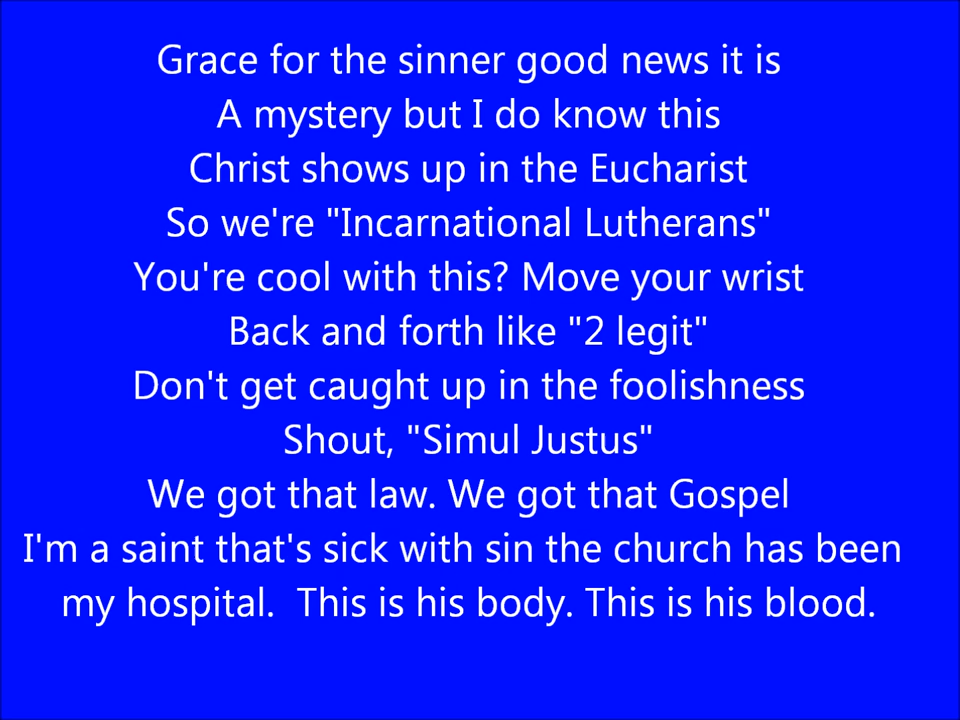 Grace for the sinner good news it is
A mystery but I do know this
Christ shows up in the Eucharist
So we're "Incarnational Lutherans"
You're cool with this? Move your wrist
Back and forth like "2 legit"
Don't get caught up in the foolishness
Shout, "Simul Justus"
We got that law. We got that Gospel
I'm a saint that's sick with sin the church has been
my hospital.  This is his body. This is his blood.